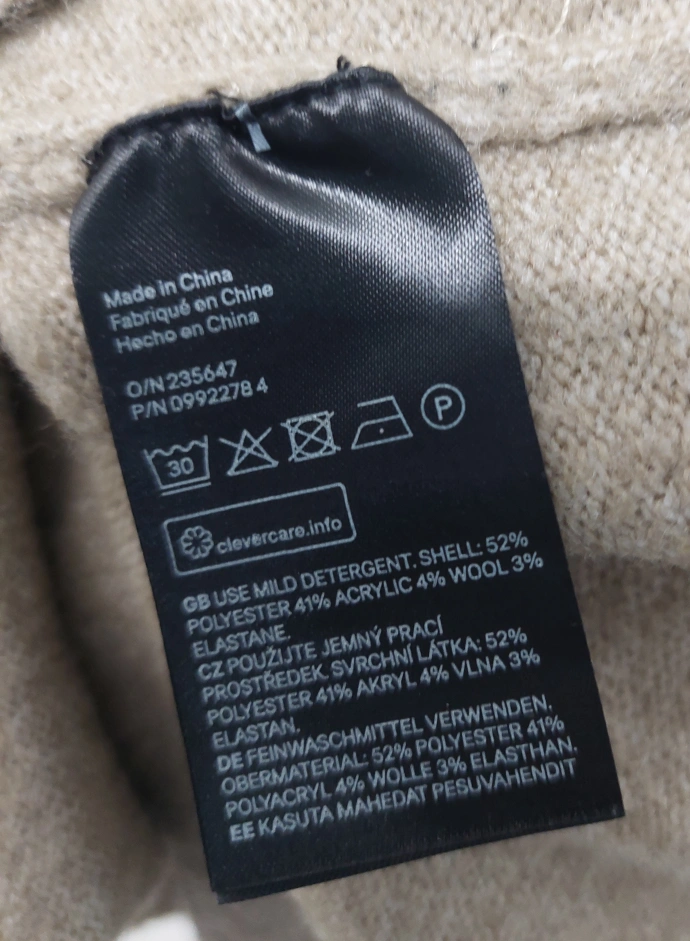 Made in China
Fabriqué en Chine
Hecho en China
O/N 235647
P/N 0992278 4
30
P
clevercare.info
GB USE MILD DETERGENT. SHELL: 52%
POLYESTER 41% ACRYLIC 4% WOOL 3%
ELASTANE.
CZ POUŽIJTE JEMNÝ PRACÍ
PROSTŘEDEK. SVRCHNÍ LÁTKA: 52%
POLYESTER 41% AKRYL 4% VLNA 3%
ELASTAN.
DE FEINWASCHMITTEL VERWENDEN.
OBERMATERIAL: 52% POLYESTER 41%
POLYACRYL 4% WOLLE 3% ELASTHAN.
EE KASUTA MAHEDAT PESUVAHENDIT